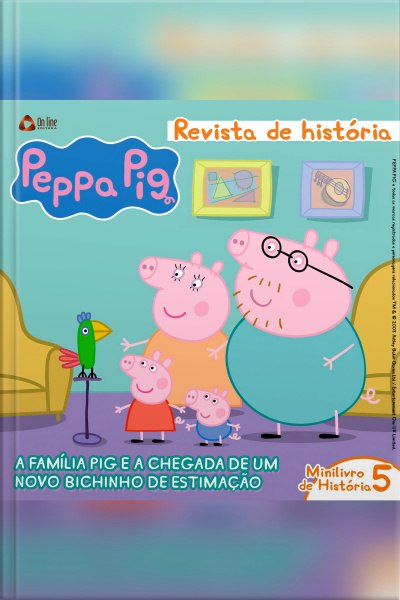 On line
EDITORA
Revista de história
Peppa Pig
A FAMÍLIA PIG E A CHEGADA DE UM
NOVO BICHINHO DE ESTIMAÇÃO
Minilivro
de História 5